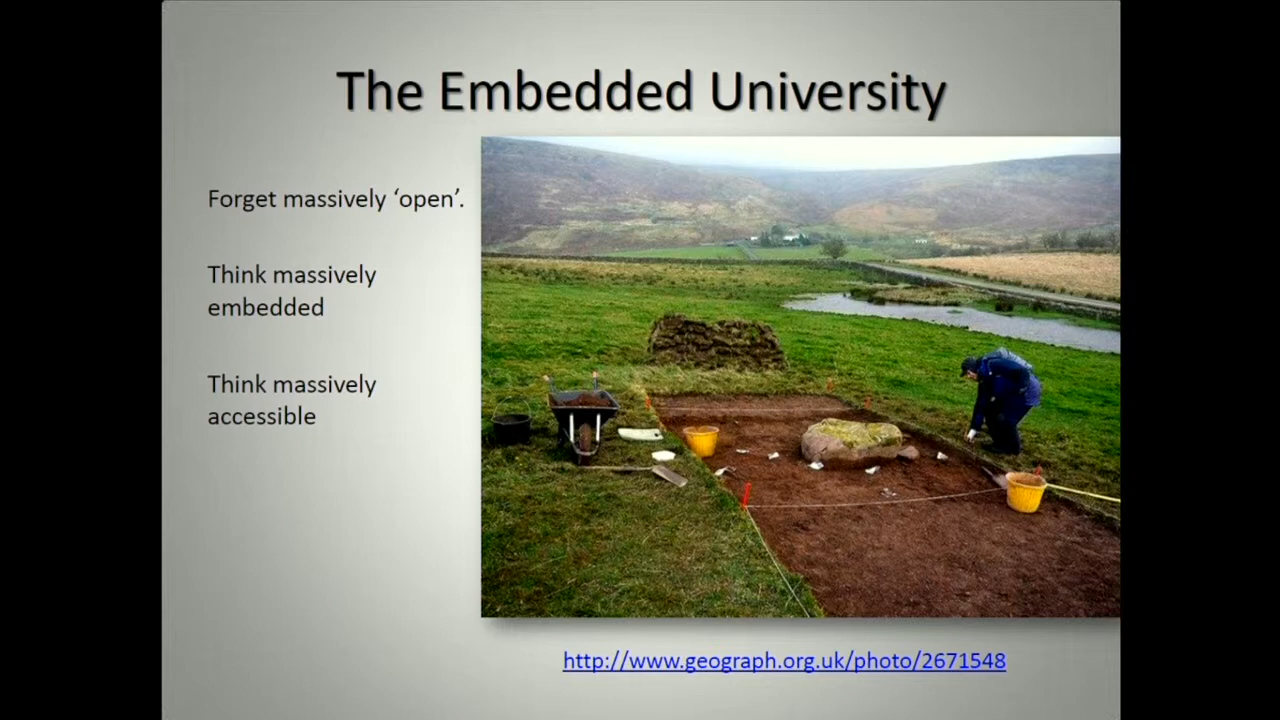 The Embedded University
Forget massively ‘open’.
Think massively
embedded
Think massively
accessible
http://www.geograph.org.uk/photo/2671548